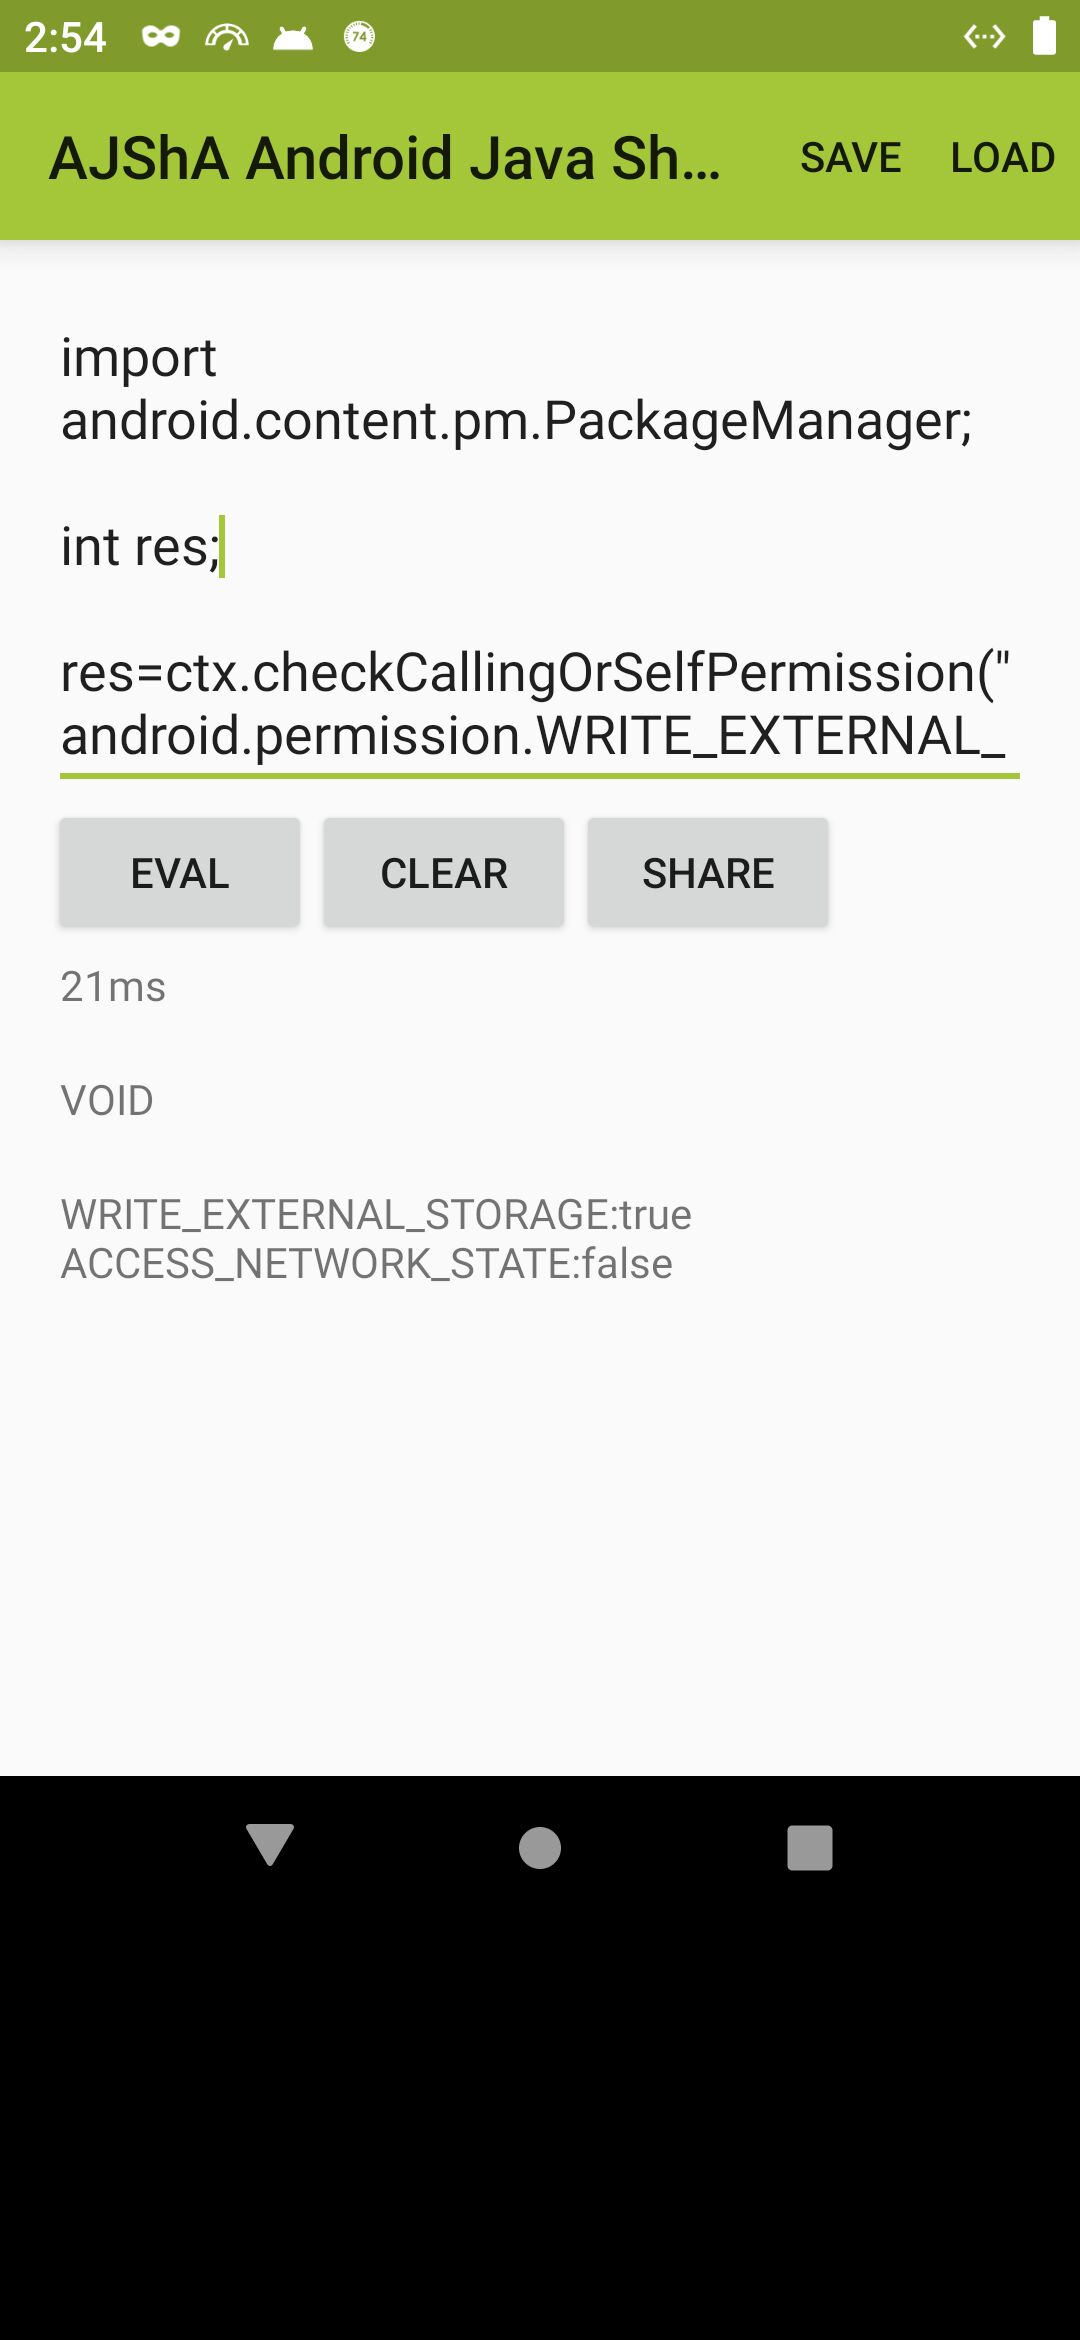 2:54
74
AJShA Android Java Sh...
SAVE
LOAD
import
android.content.pm.PackageManager;
int res;
res=ctx.checkCallingOrSelfPermission("
android.permission.WRITE_EXTERNAL_
EVAL
CLEAR
SHARE
21ms
VOID
WRITE_EXTERNAL_STORAGE:true
ACCESS_NETWORK_STATE:false